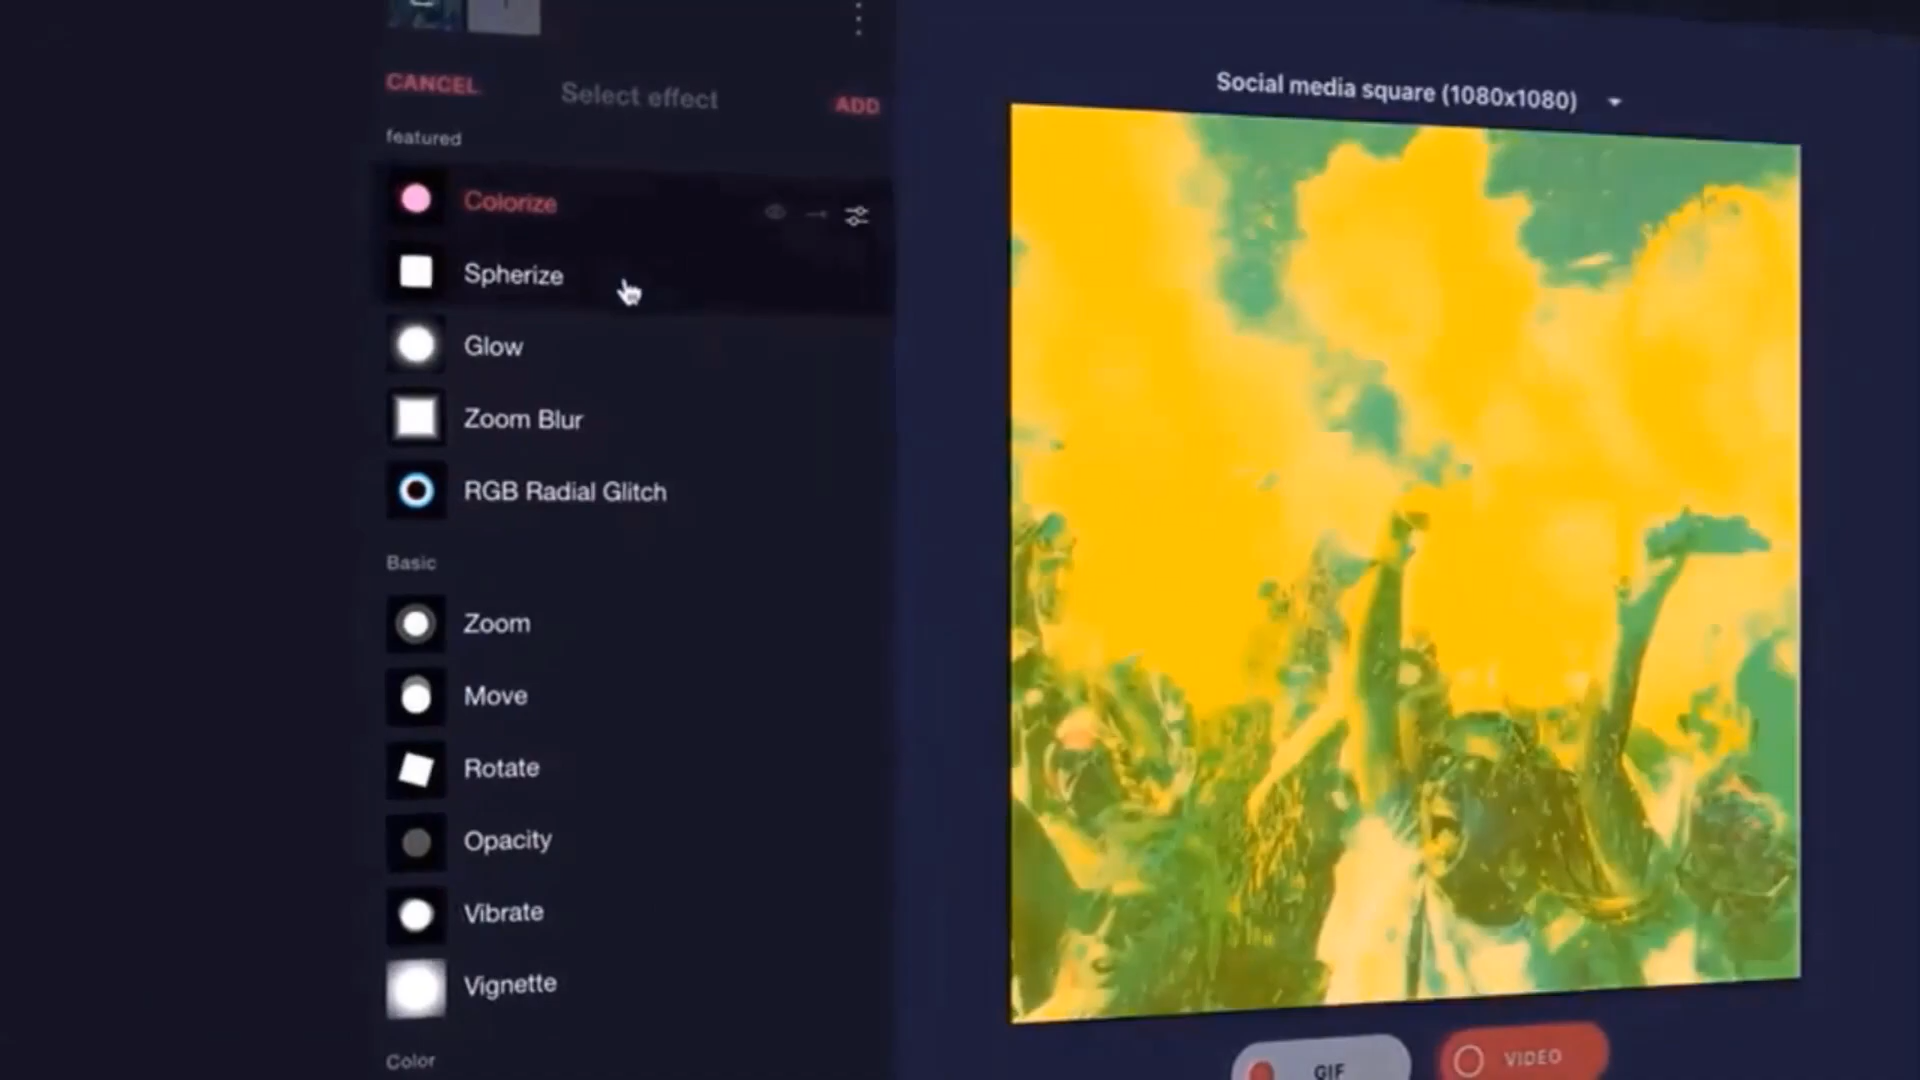 CANCEL
Select effect
ADD
featured
Colorize
Spherize
Glow
Zoom Blur
RGB Radial Glitch
Basic
Zoom
Move
Rotate
Opacity
Vibrate
Vignette
Color
Social media square (1080x1080)
GIF
VIDEO